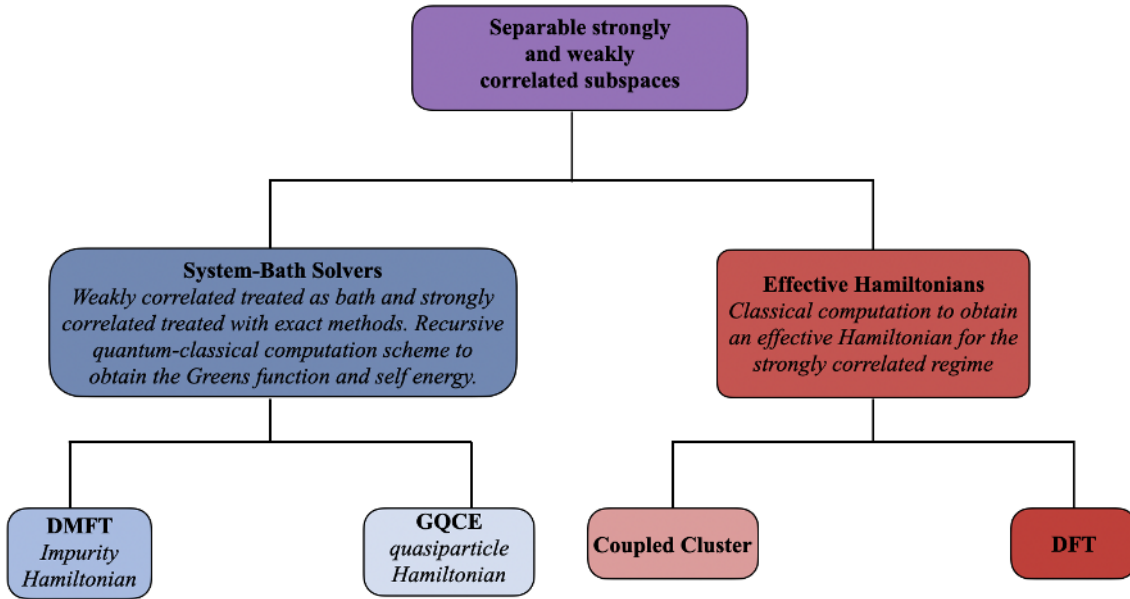 Separable strongly
and weakly
correlated subspaces
System-Bath Solvers
Weakly correlated treated as bath and strongly
correlated treated with exact methods. Recursive
quantum-classical computation scheme to
obtain the Greens function and self energy.
Effective Hamiltonians
Classical computation to obtain
an effective Hamiltonian for the
strongly correlated regime
DMFT
Impurity
Hamiltonian
GQCE
quasiparticle
Hamiltonian
Coupled Cluster
DFT